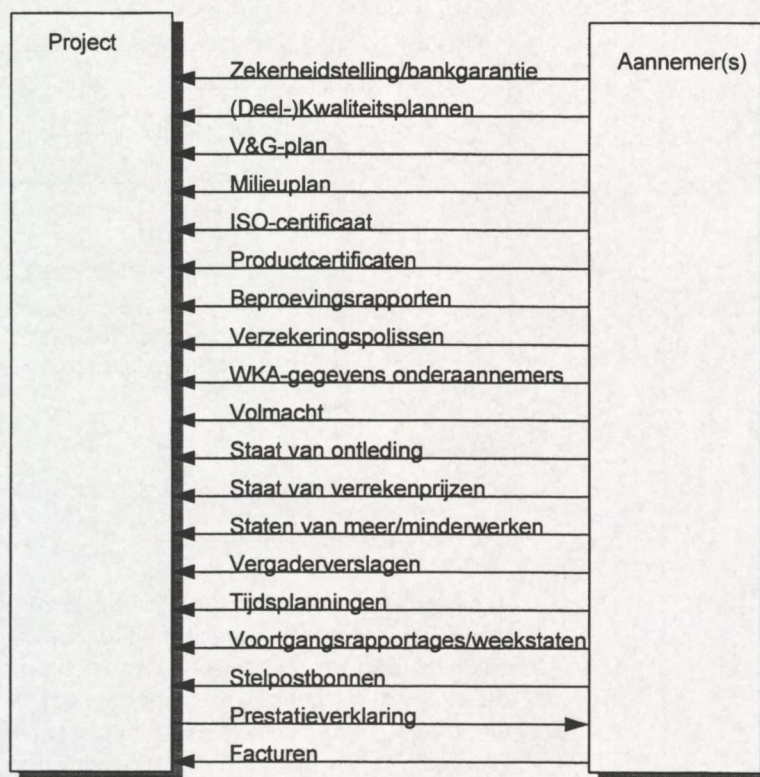 Project
Aannemer(s)
Zekerheidstelling/bankgarantie
(Deel-)Kwaliteitsplannen
V&G-plan
Milieuplan
ISO-certificaat
Productcertificaten
Beproevingsrapporten
Verzekeringspolissen
WKA-gegevens onderaannemers
Volmacht
Staat van ontleding
Staat van verrekenprijzen
Staten van meer/minderwerken
Vergaderverslagen
Tijdsplanningen
Voortgangsrapportages/weekstaten
Stelpostbonnen
Prestatieverklaring
Facturen